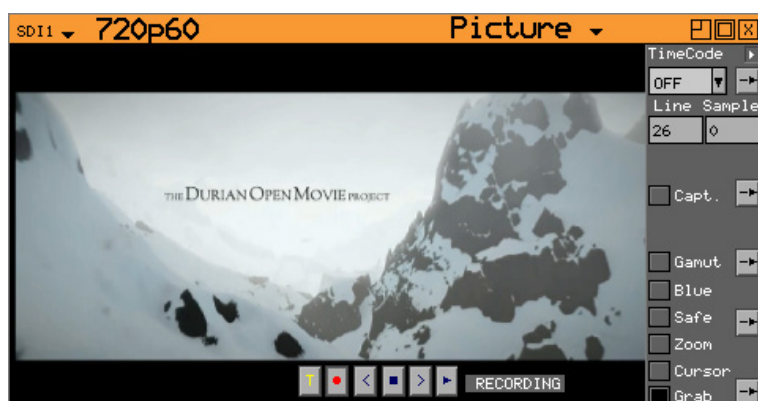 SDI1 720p60 Picture
TimeCode
OFF
Line Sample
26 0
THE DURIAN OPEN MOVIE PROJECT
Capt.
Gamut
Blue
Safe
Zoom
Cursor
T RECORDING
Grab